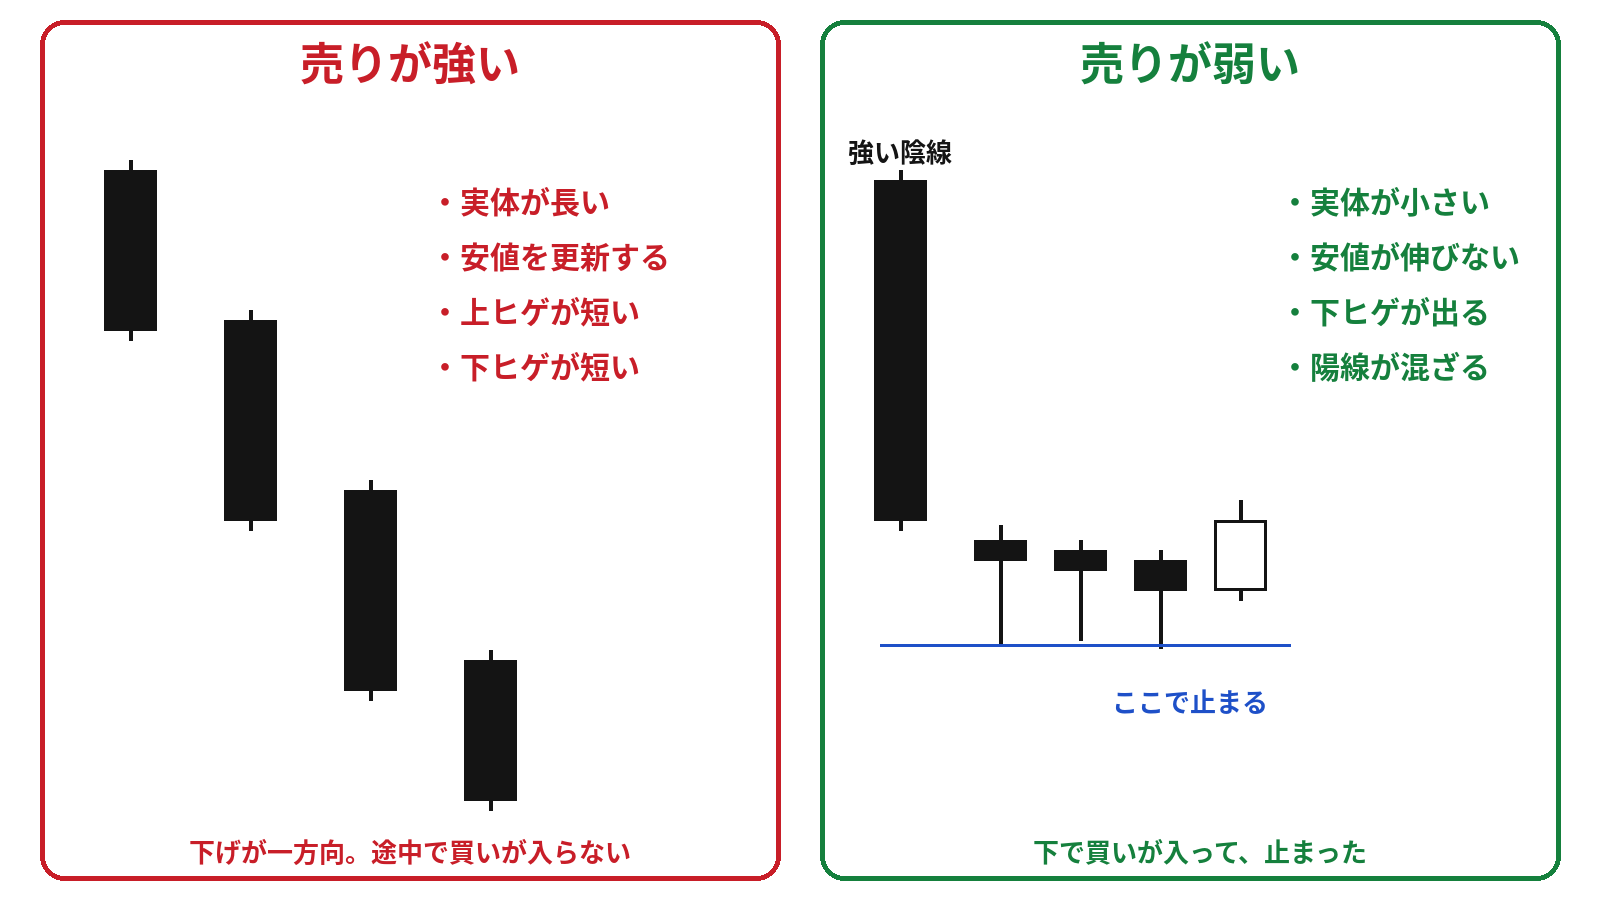 売りが強い
・実体が長い
・安値を更新する
・上ヒゲが短い
・下ヒゲが短い
下げが一方向。途中で買いが入らない
売りが弱い
強い陰線
・実体が小さい
・安値が伸びない
・下ヒゲが出る
・陽線が混ざる
ここで止まる
下で買いが入って、止まった